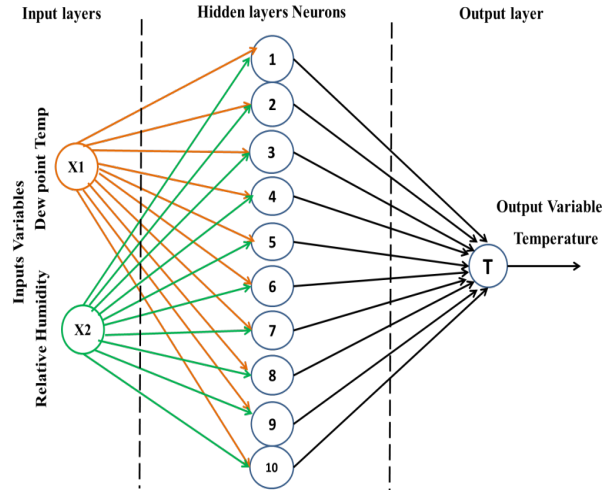 Input layers
Hidden layers Neurons
Output layer
Inputs Variables
Dew point Temp
Relative Humidity
X1
X2
1
2
3
4
5
6
7
8
9
10
T
Output Variable
Temperature